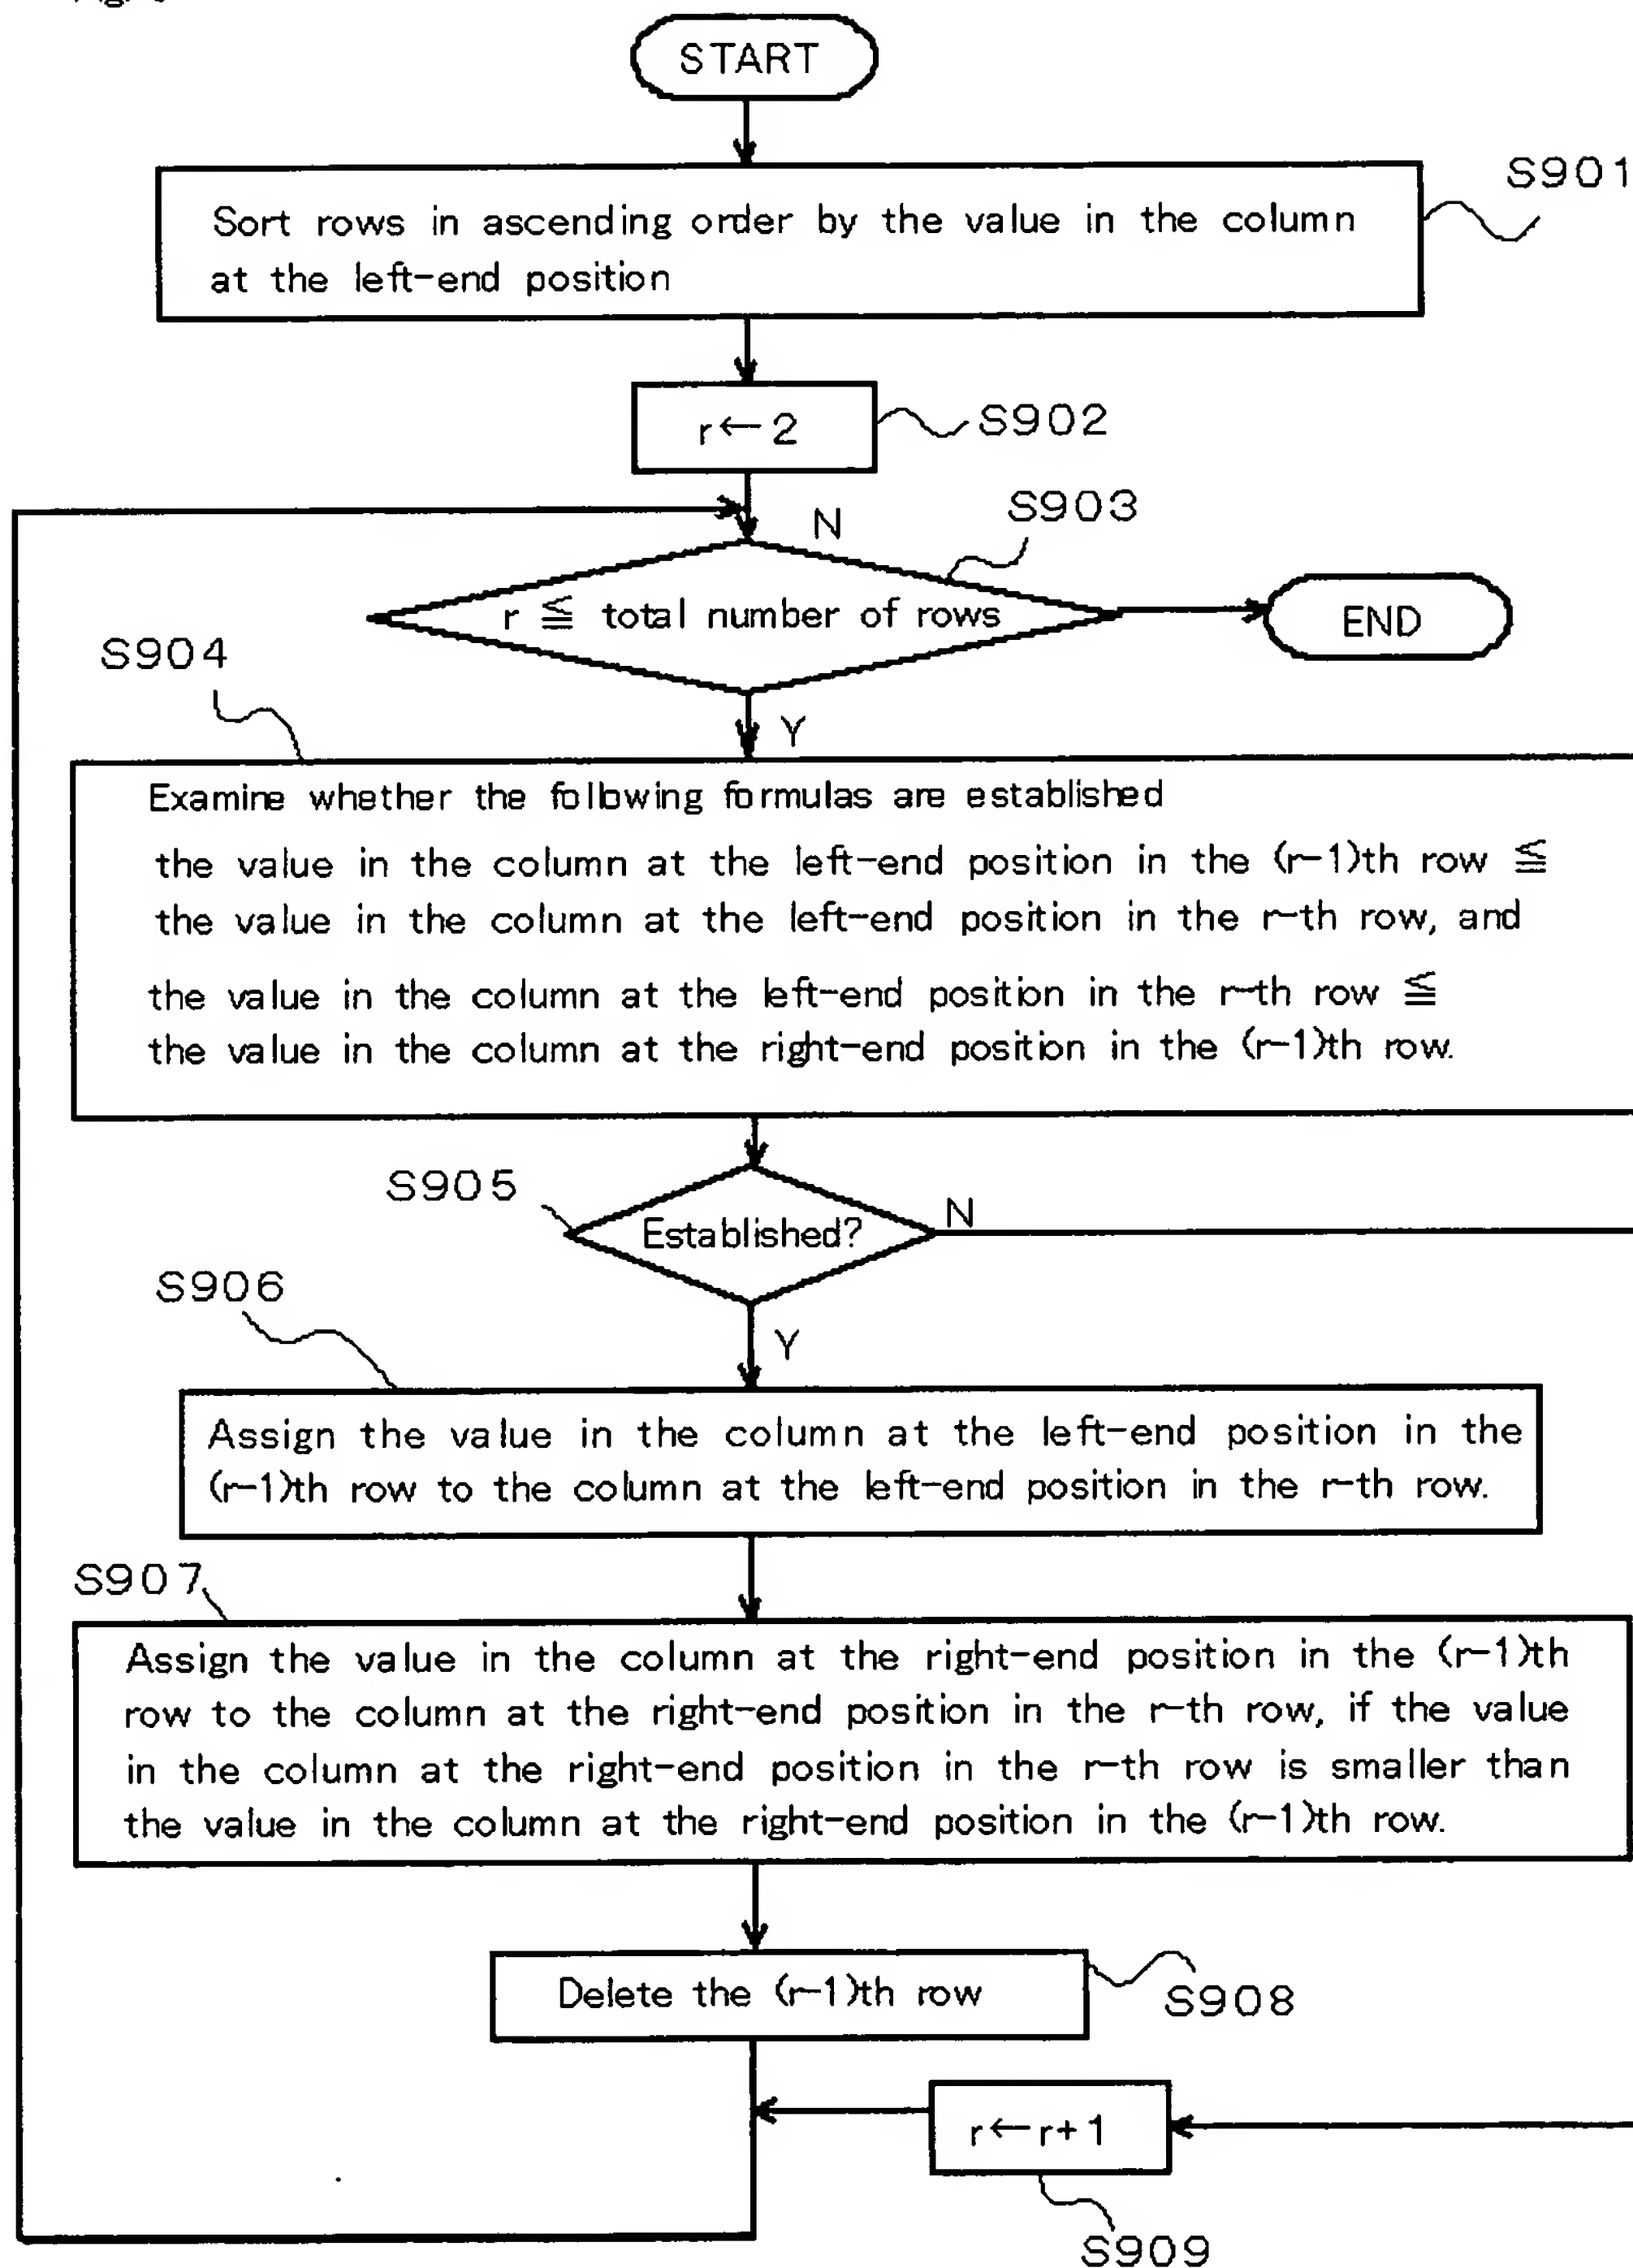 START
S901
Sort rows in ascending order by the value in the column
at the left-end position
r←2
S902
N
S903
r ≦ total number of rows
END
S904
Y
Examine whether the following formulas are established
the value in the column at the left-end position in the (r-1)th row ≦
the value in the column at the left-end position in the r-th row, and
the value in the column at the left-end position in the r-th row ≦
the value in the column at the right-end position in the (r-1)th row.
S905
Established?
N
S906
Y
Assign the value in the column at the left-end position in the
(r-1)th row to the column at the left-end position in the r-th row.
S907
Assign the value in the column at the right-end position in the (r-1)th
row to the column at the right-end position in the r-th row, if the value
in the column at the right-end position in the r-th row is smaller than
the value in the column at the right-end position in the (r-1)th row.
Delete the (r-1)th row
S908
r←r+1
S909